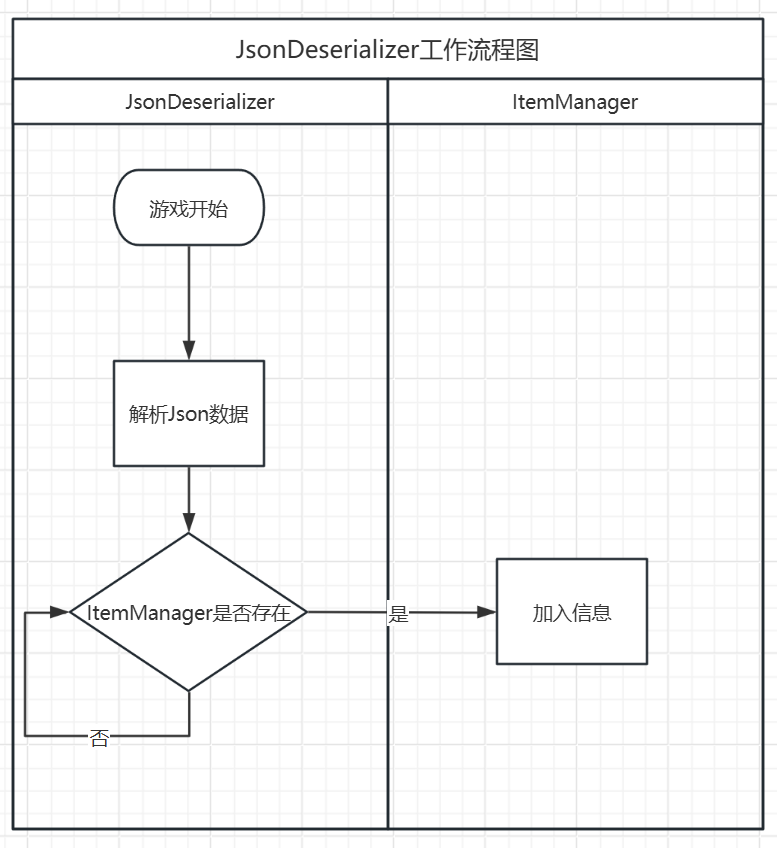 JsonDeserializer工作流程图
JsonDeserializer
ItemManager
游戏开始
解析Json数据
ItemManager是否存在
是
加入信息
否